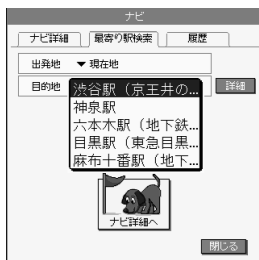 ナビ
ナビ詳細 最寄り駅検索 履歴
出発地 ▼現在地
目的地 渋谷駅（京王井の... 詳細
神泉駅
六本木駅（地下鉄...
目黒駅（東急目黒...
麻布十番駅（地下...
ナビ詳細へ
閉じる